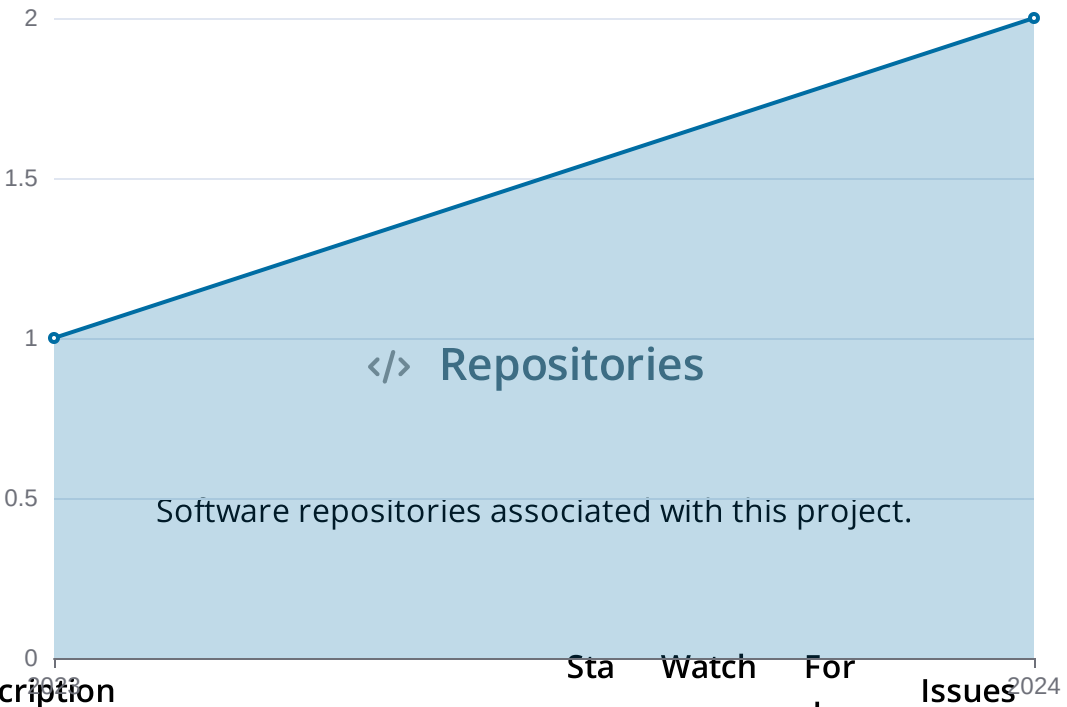 2
1.5
1
</> Repositories
0.5
Software repositories associated with this project.
0
Sta Watch For
cription 2023 Issues 2024